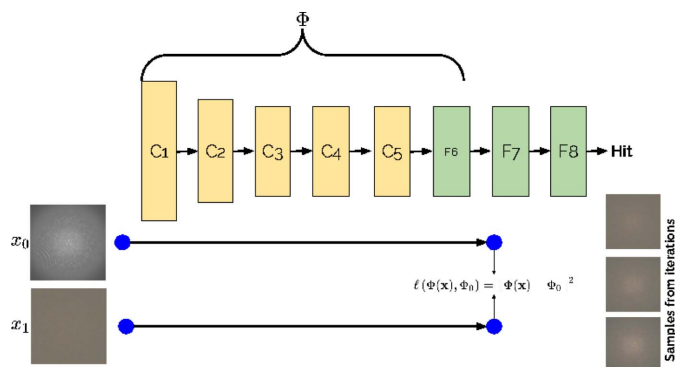 Φ
C1
C2
C3
C4
C5
F6
F7
F8
Hit
x₀
x₁
ℓ(Φ(x), Φ₀) = Φ(x) Φ₀ ²
Samples from iterations